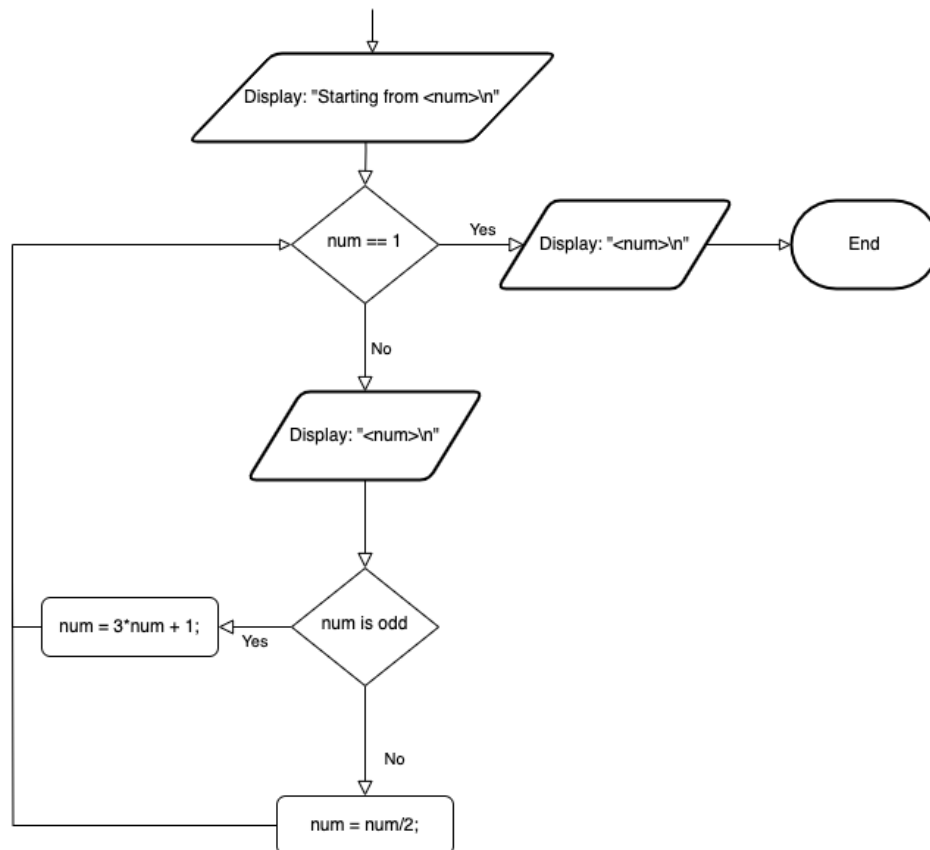 Display: "Starting from <num>\n"
num == 1
Yes
Display: "<num>\n"
End
No
Display: "<num>\n"
num = 3*num + 1;
Yes
num is odd
No
num = num/2;